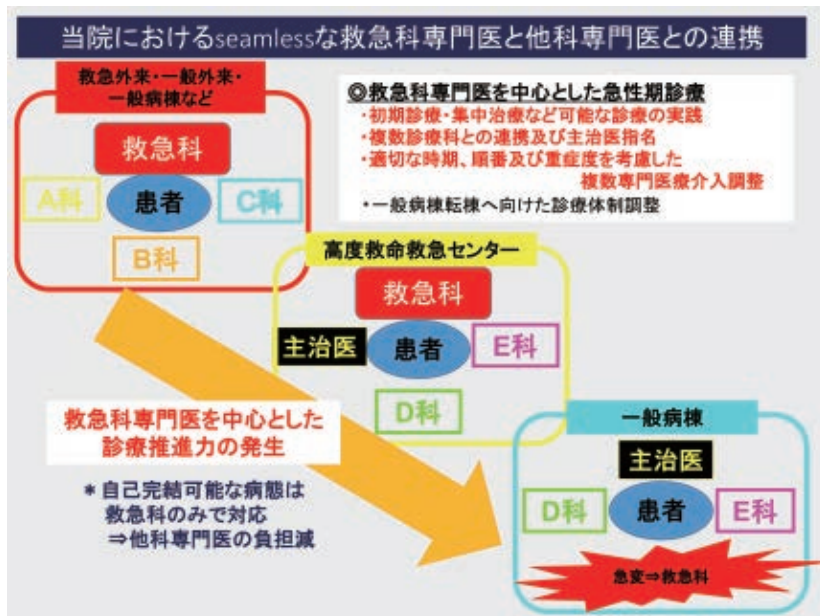 当院におけるseamlessな救急科専門医と他科専門医との連携
救急外来・一般外来・
一般病棟など
救急科
A科
患者
C科
B科
◎救急科専門医を中心とした急性期診療
・初期診療・集中治療など可能な診療の実践
・複数診療科との連携及び主治医指名
・適切な時期、順番及び重症度を考慮した
複数専門医療介入調整
・一般病棟転棟へ向けた診療体制調整
高度救命救急センター
救急科
主治医
患者
E科
D科
救急科専門医を中心とした
診療推進力の発生
*自己完結可能な病態は
救急科のみで対応
⇒他科専門医の負担減
一般病棟
主治医
D科
患者
E科
急変⇒救急科